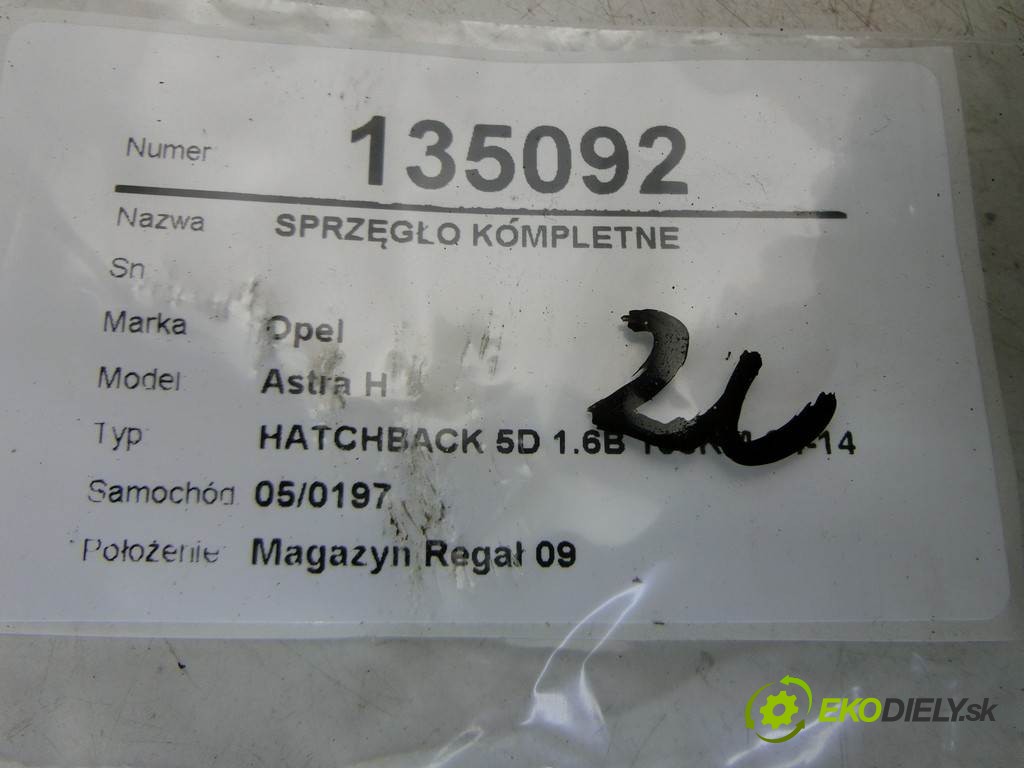 Numer 135092
Nazwa SPRZĘGŁO KOMPLETNE
Sn
Marka Opel
Model Astra H
Typ HATCHBACK 5D 1.6B -14
Samochód 05/0197
Położenie Magazyn Regał 09
EKODIELY.sk